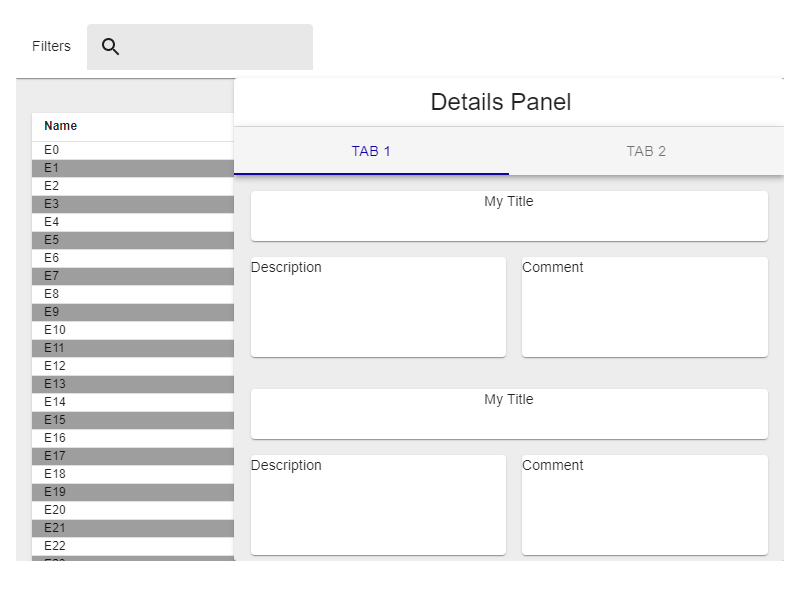 Filters
Details Panel
TAB 1 TAB 2
Name
E0
E1
E2
E3
E4
E5
E6
E7
E8
E9
E10
E11
E12
E13
E14
E15
E16
E17
E18
E19
E20
E21
E22
My Title
Description Comment
My Title
Description Comment